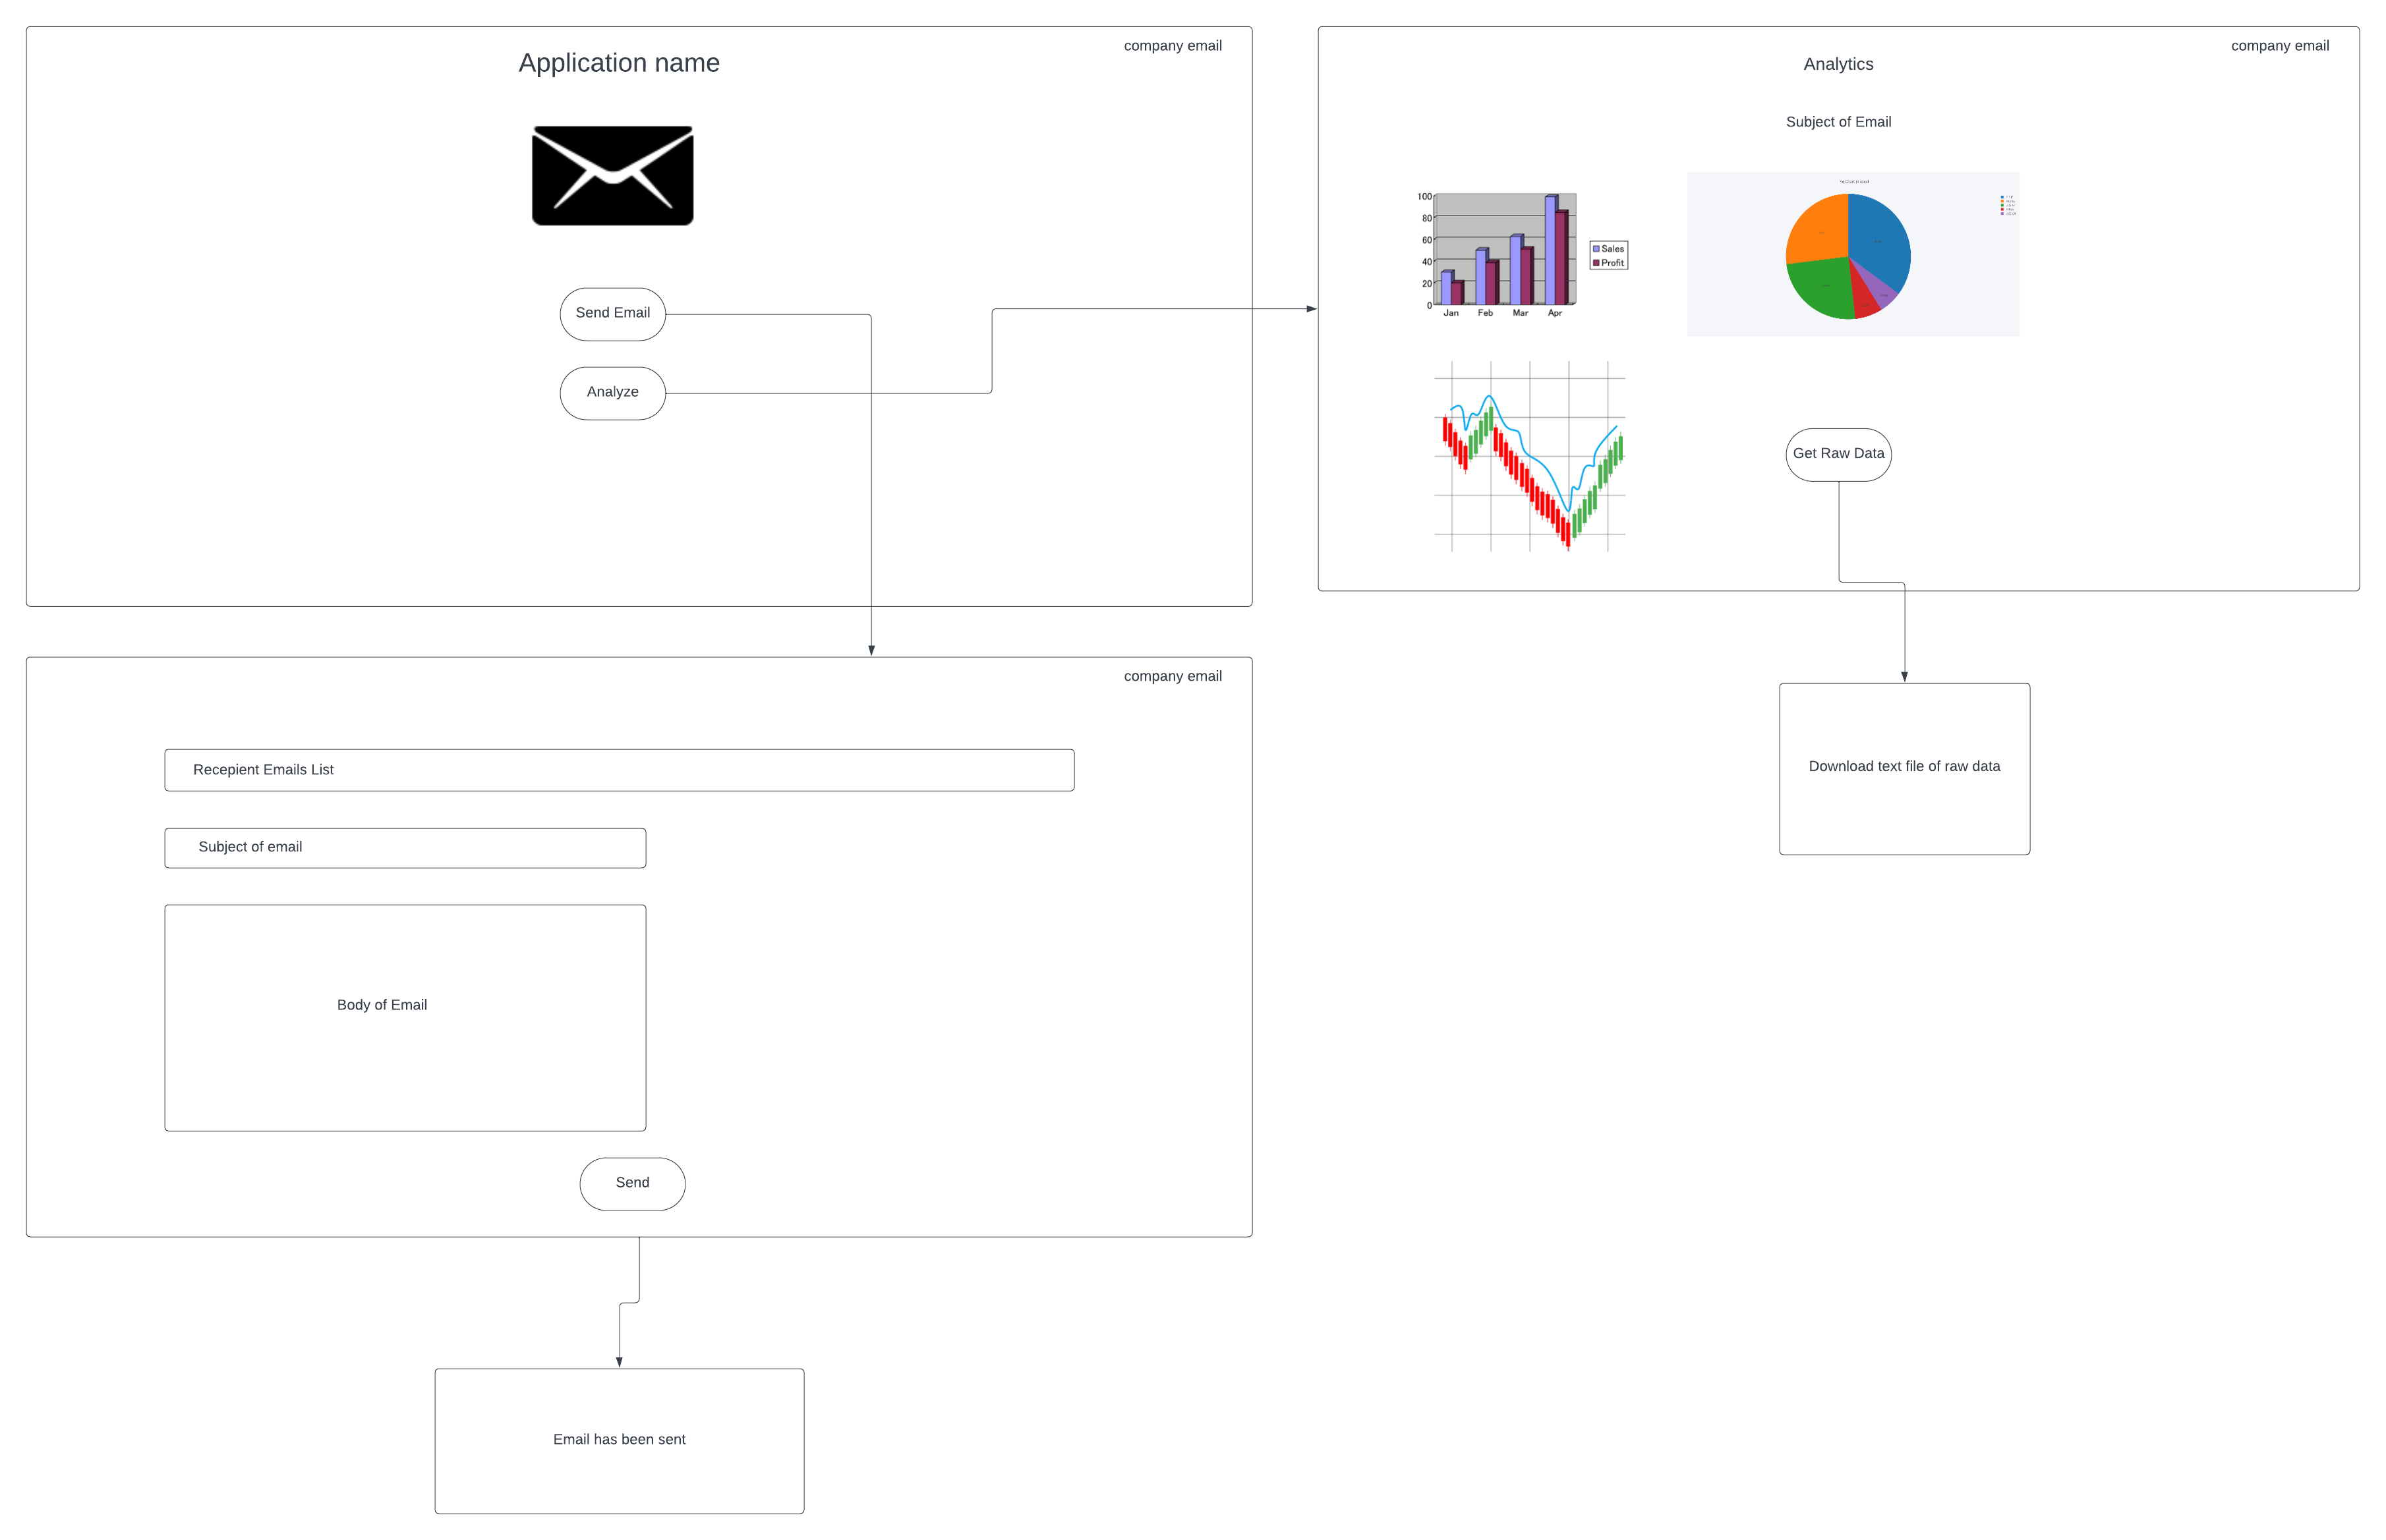 Application name
company email
Send Email
Analyze
company email
Analytics
Subject of Email
100
80
60
40
20
0
Jan Feb Mar Apr
Sales
Profit
Get Raw Data
company email
Recepient Emails List
Subject of email
Body of Email
Send
Download text file of raw data
Email has been sent